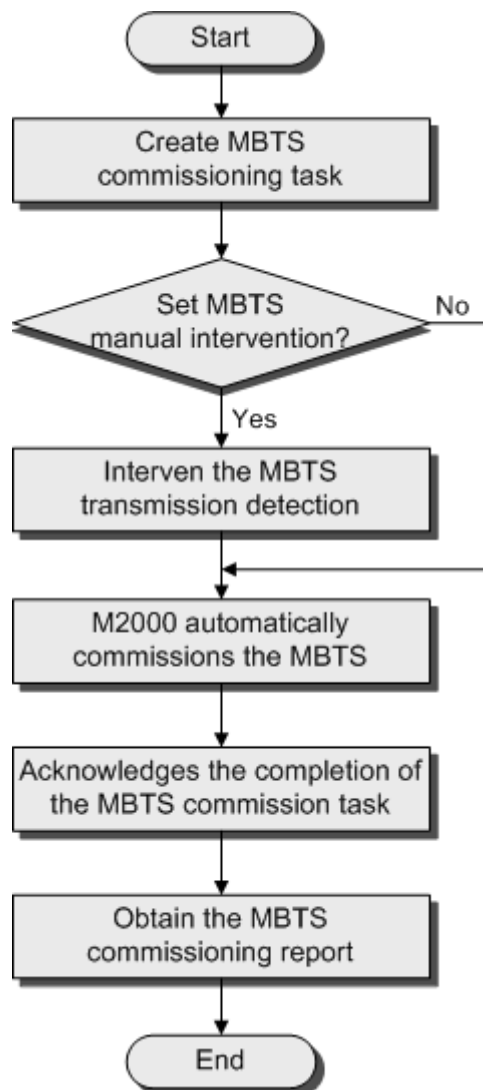 Start
Create MBTS
commissioning task
Set MBTS
manual intervention?
No
Yes
Interven the MBTS
transmission detection
M2000 automatically
commissions the MBTS
Acknowledges the completion of
the MBTS commission task
Obtain the MBTS
commissioning report
End